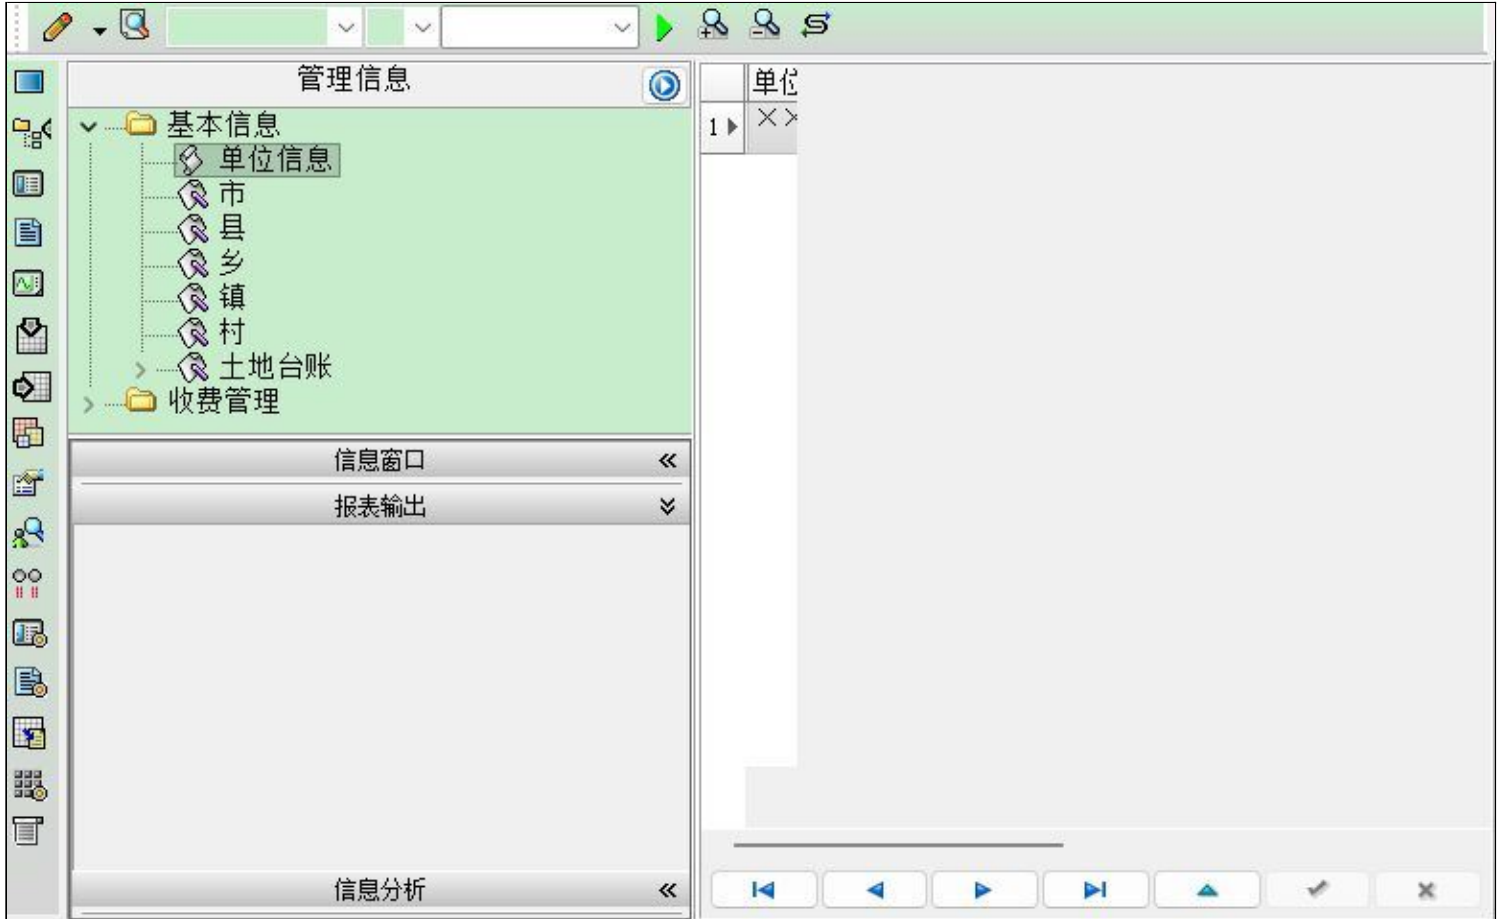 管理信息
基本信息
单位信息
市
县
乡
镇
村
土地台账
收费管理
信息窗口
报表输出
信息分析
单位
1
××